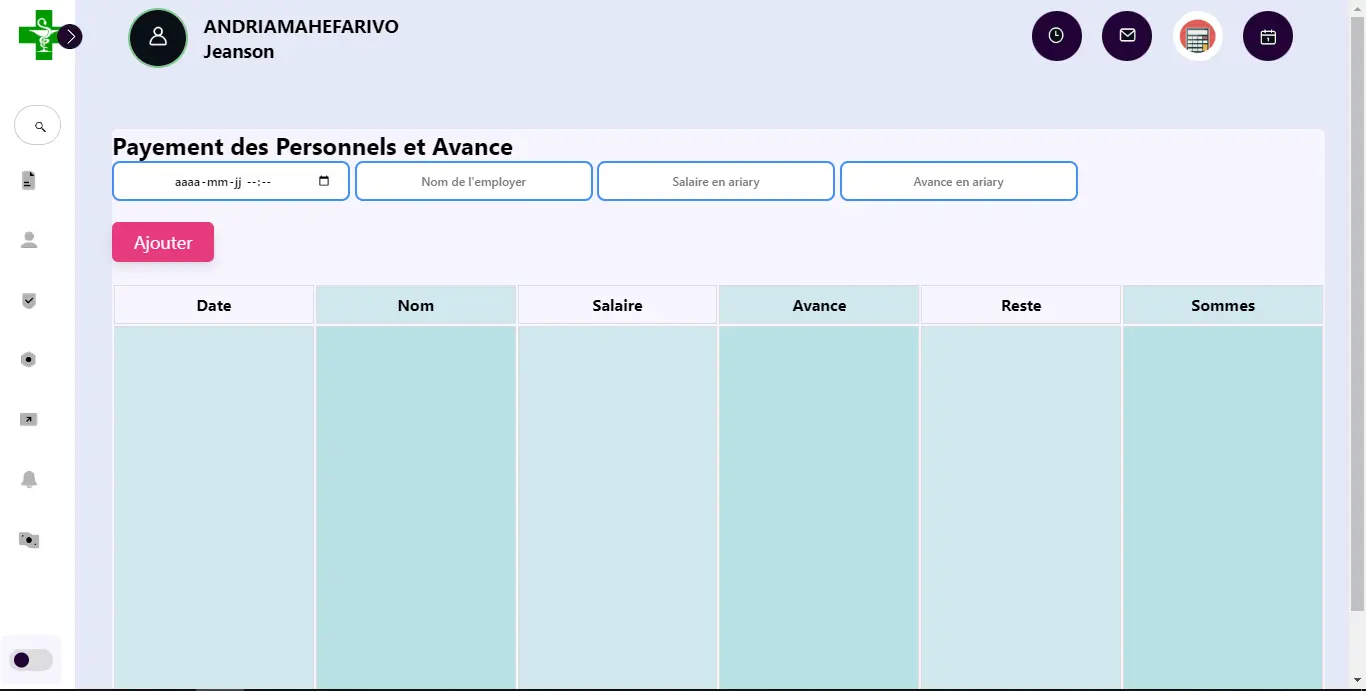 ANDRIAMAHEFARIVO
Jeanson
Payement des Personnels et Avance
aaaa-mm-jj --:--
Nom de l'employer
Salaire en ariary
Avance en ariary
Ajouter
Date
Nom
Salaire
Avance
Reste
Sommes